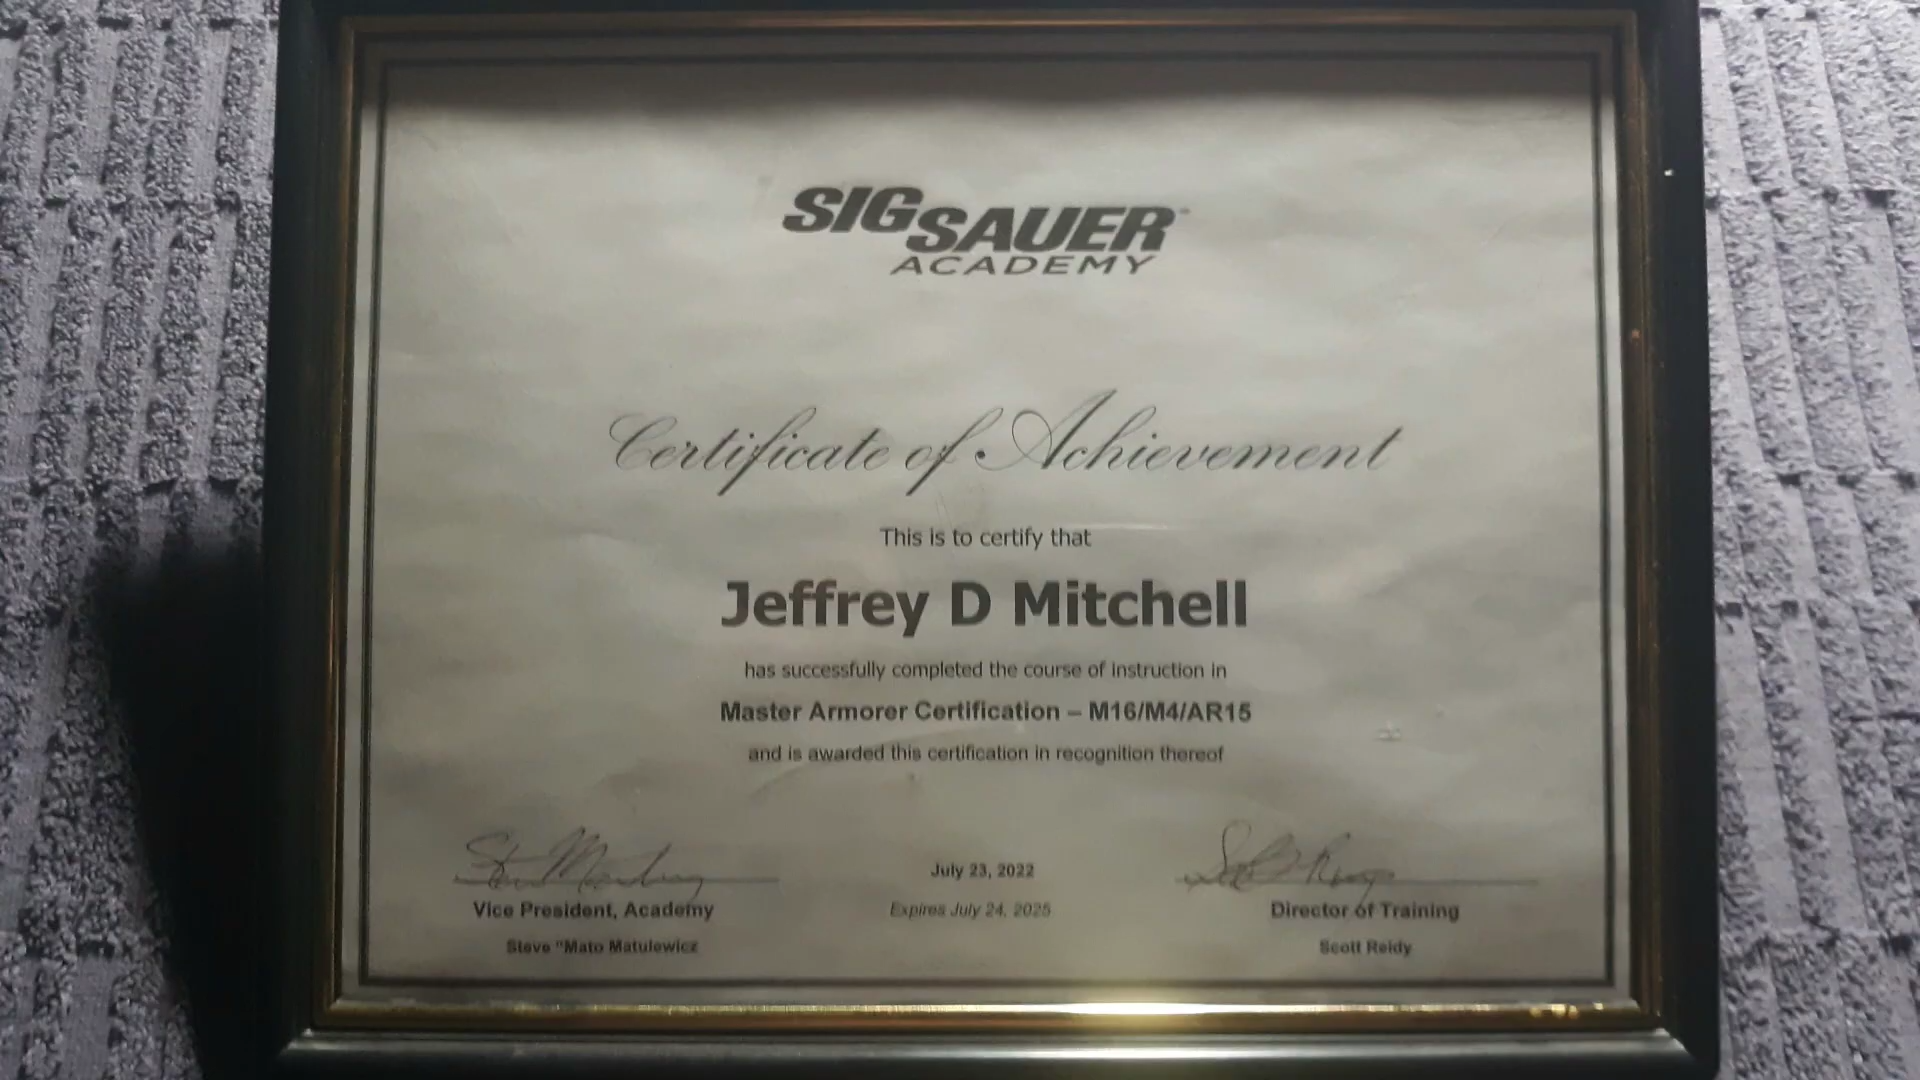 SIG SAUER
ACADEMY
Certificate of Achievement
This is to certify that
Jeffrey D Mitchell
has successfully completed the course of instruction in
Master Armorer Certification – M16/M4/AR15
and is awarded this certification in recognition thereof
July 23, 2022
Vice President, Academy
Expires July 24, 2025
Director of Training
Steve "Mato Matulewicz
Scott Reidy